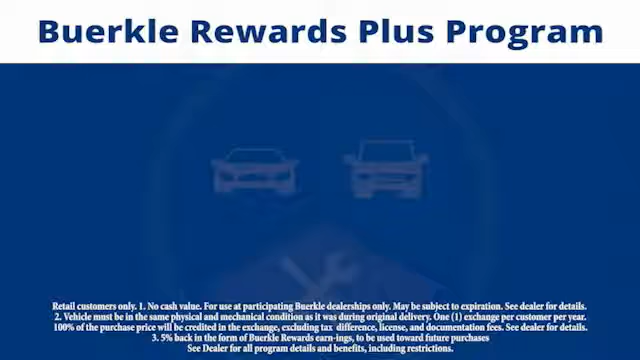 Buerkle Rewards Plus Program
Retail customers only. 1. No cash value. For use at participating Buerkle dealerships only. May be subject to expiration. See dealer for details.
2. Vehicle must be in the same physical and mechanical condition as it was during original delivery. One (1) exchange per customer per year.
100% of the purchase price will be credited in the exchange, excluding tax difference, license, and documentation fees. See dealer for details.
3. 5% back in the form of Buerkle Rewards earn-ings, to be used toward future purchases
See Dealer for all program details and benefits, including restrictions.